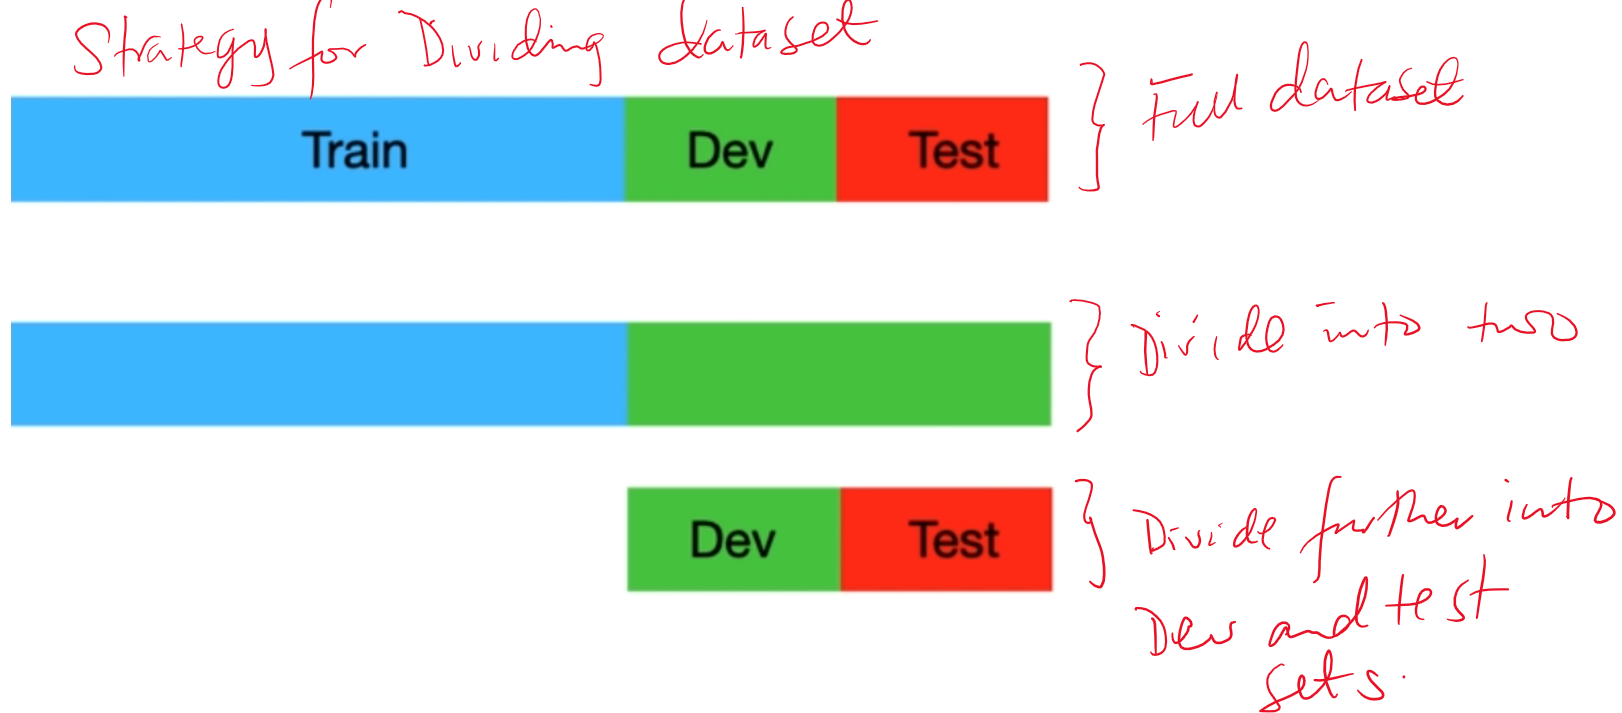 Strategy for Dividing dataset
Train Dev Test
Full dataset
Divide into two
Dev Test
Divide further into
Dev and test
sets.